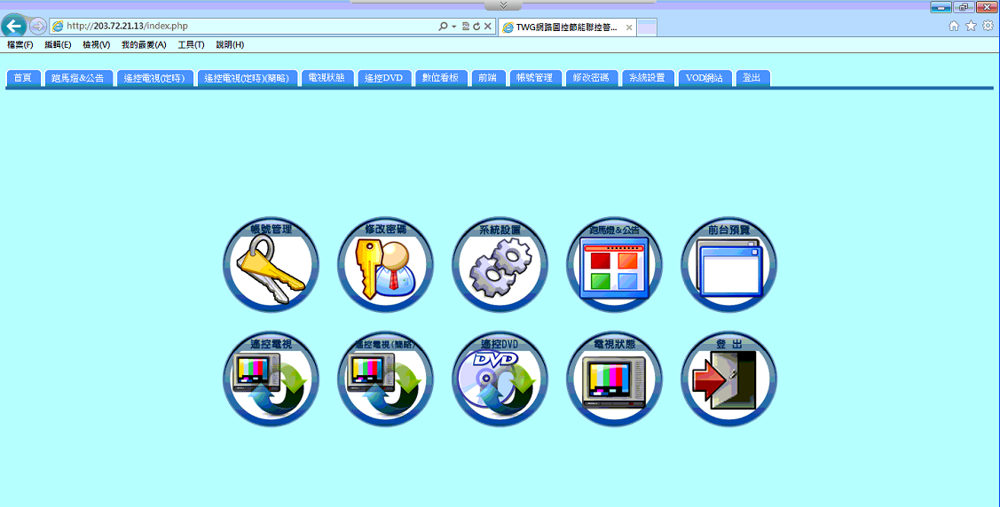 http://203.72.21.13/index.php
TWG網路圖控節能聯控管...
檔案(F) 編輯(E) 檢視(V) 我的最愛(A) 工具(T) 說明(H)
首頁 跑馬燈&公告 遙控電視(定時) 遙控電視(定時)(簡略) 電視狀態 遙控DVD 數位看板 前端 帳號管理 修改密碼 系統設置 VOD網站 登出
帳號管理 修改密碼 系統設置 跑馬燈&公告 前台預覽
遙控電視 遙控電視(簡略) 遙控DVD 電視狀態 登 出
DVD